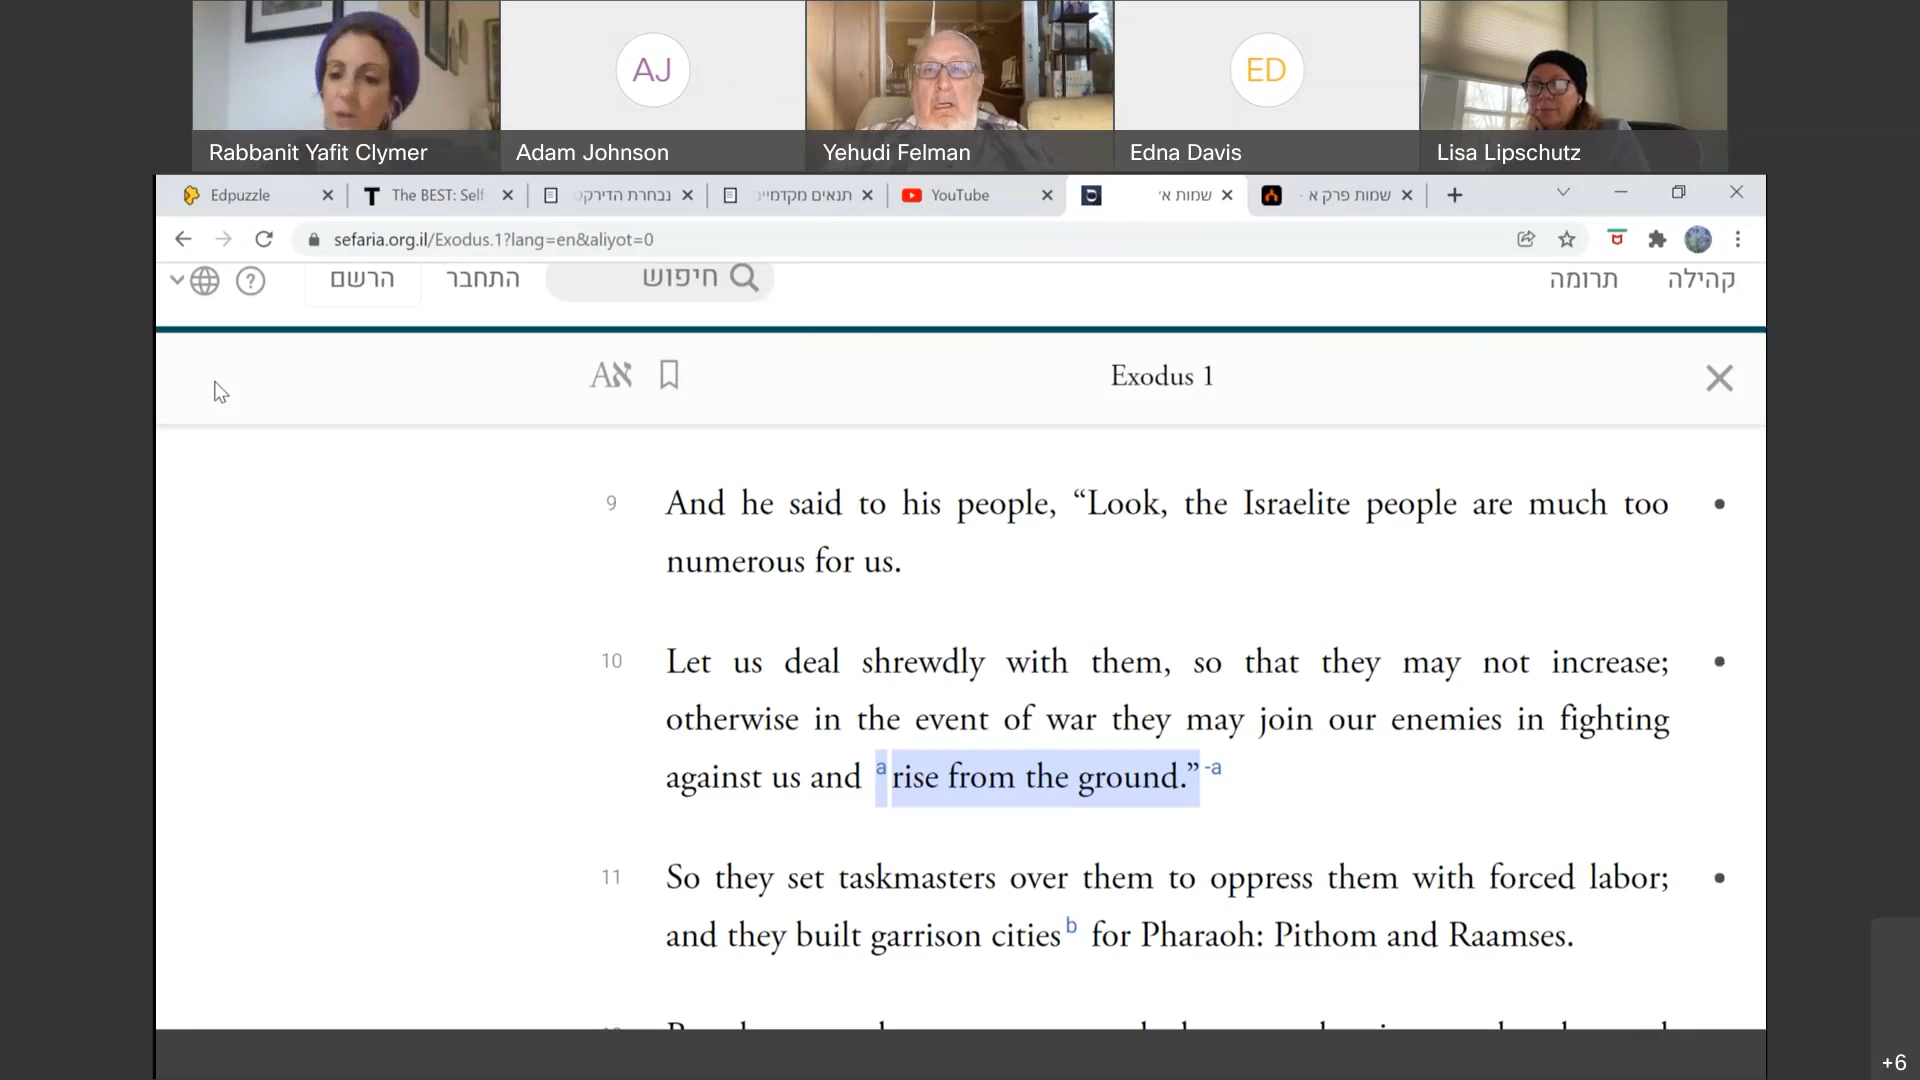 AJ
ED
Rabbanit Yafit Clymer
Adam Johnson
Yehudi Felman
Edna Davis
Lisa Lipschutz
Edpuzzle
The BEST: Self
נבחרת הדירקט
תנאים מקדמיים
YouTube
שמות א׳
שמות פרק א -
sefaria.org.il/Exodus.1?lang=en&aliyot=0
הרשם
התחבר
חיפוש
תרומה
קהילה
Aא
Exodus 1
9 And he said to his people, “Look, the Israelite people are much too
numerous for us.
10 Let us deal shrewdly with them, so that they may not increase;
otherwise in the event of war they may join our enemies in fighting
against us and a rise from the ground.” -a
11 So they set taskmasters over them to oppress them with forced labor;
and they built garrison cities b for Pharaoh: Pithom and Raamses.
+6